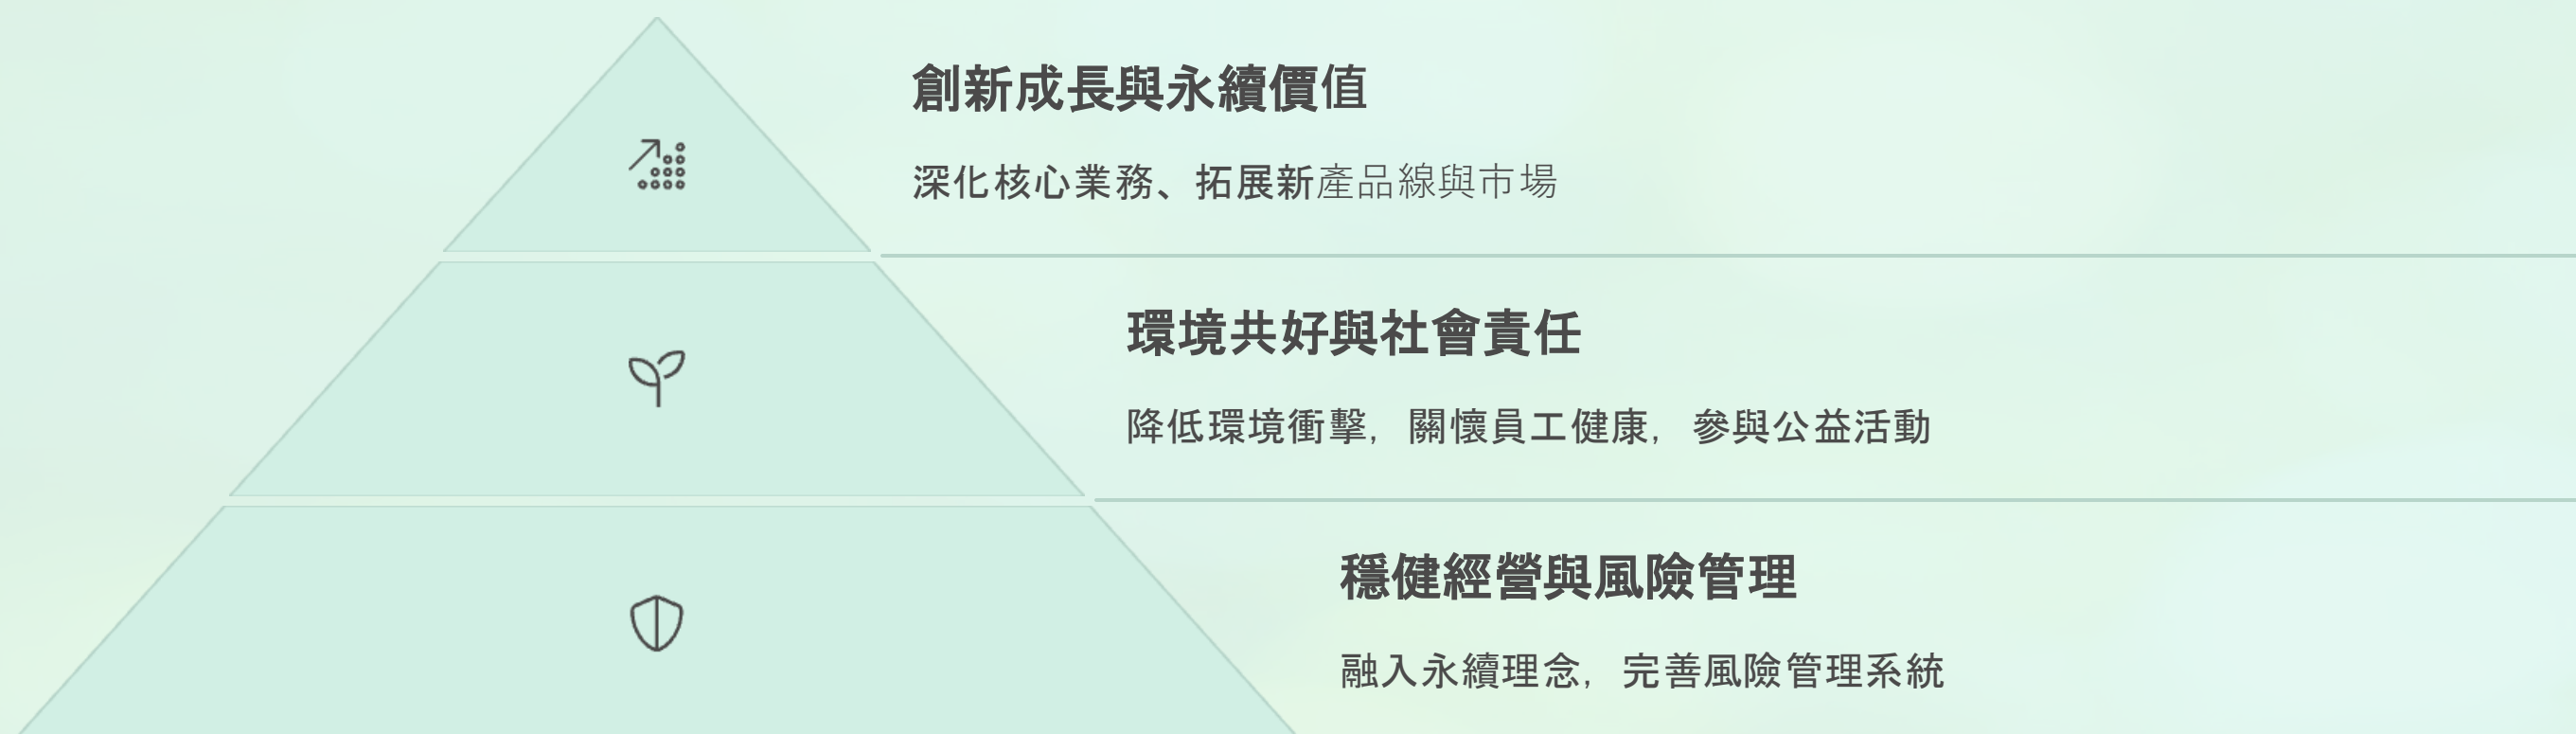 創新成長與永續價值
深化核心業務、拓展新產品線與市場
環境共好與社會責任
降低環境衝擊，關懷員工健康，參與公益活動
穩健經營與風險管理
融入永續理念，完善風險管理系統